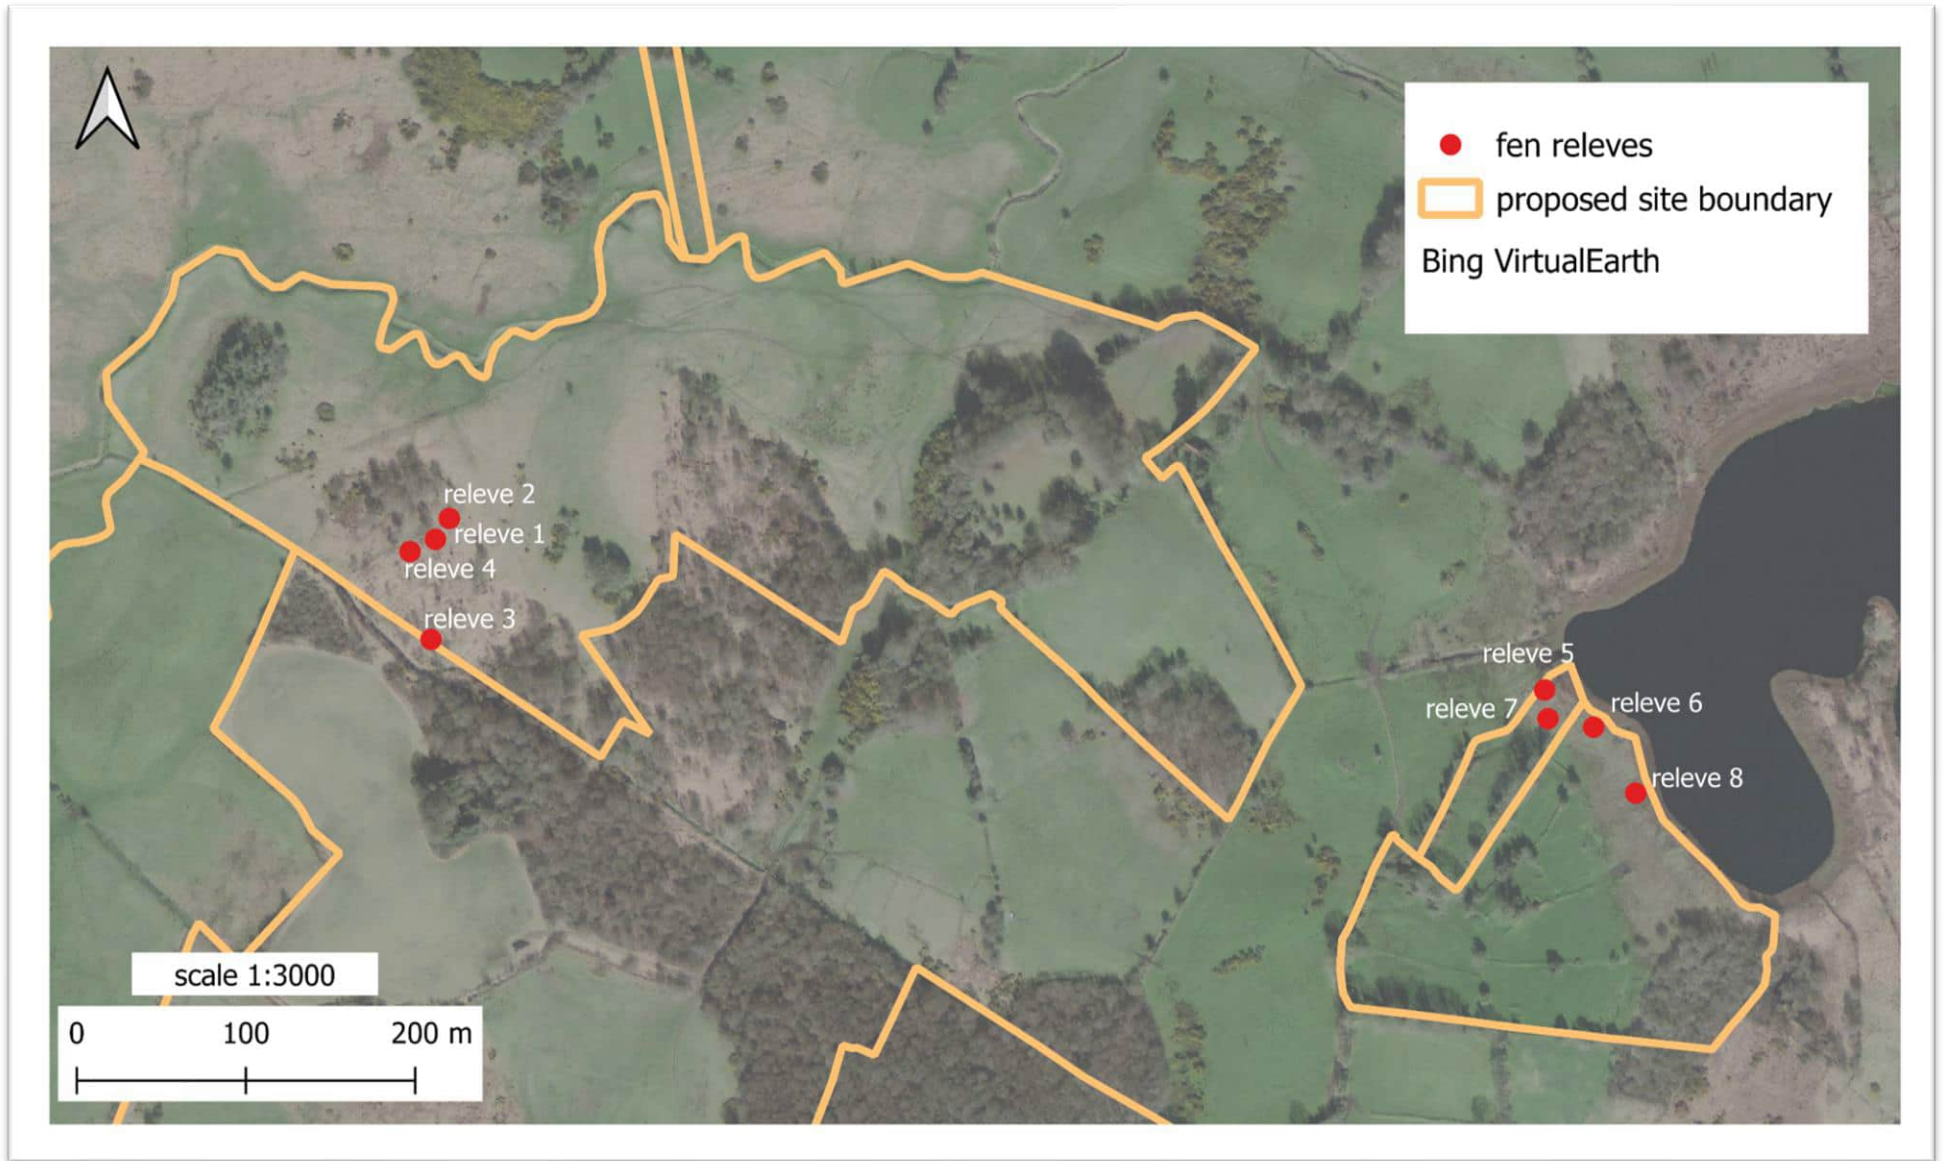 fen releves
proposed site boundary
Bing VirtualEarth
releve 2
releve 1
releve 4
releve 3
releve 5
releve 6
releve 7
releve 8
scale 1:3000
0 100 200 m